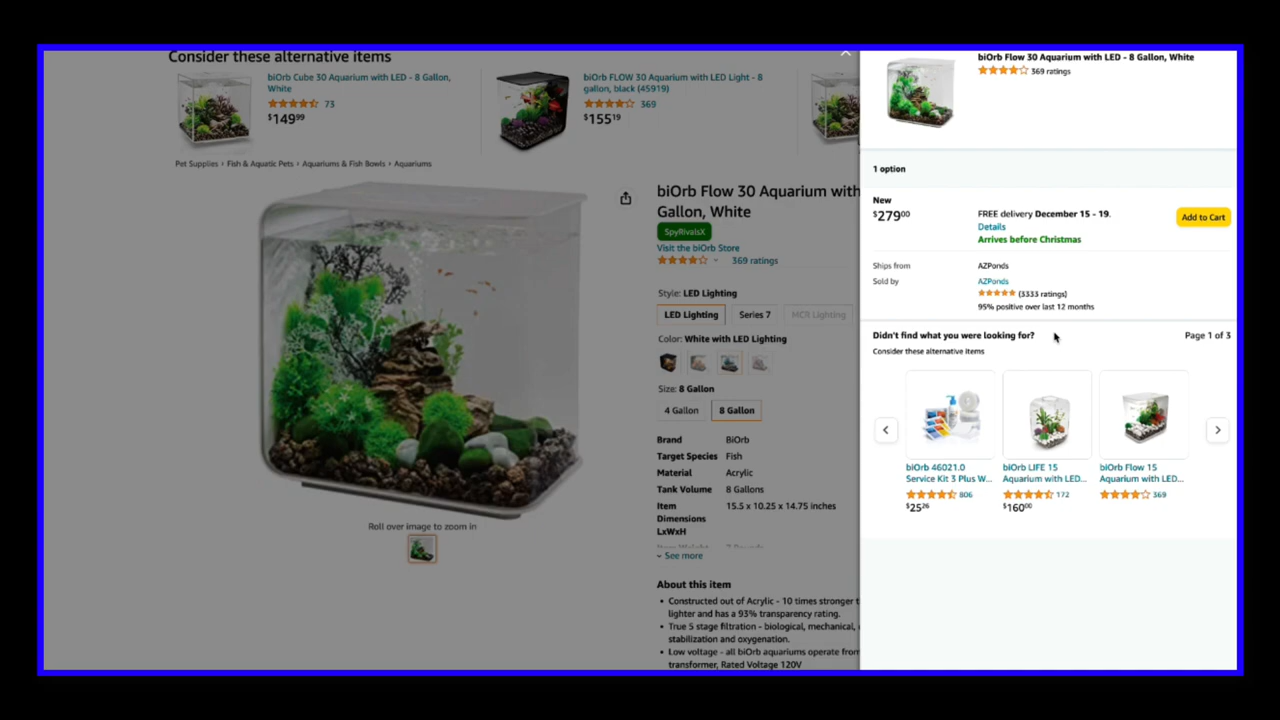 Consider these alternative items
biOrb Cube 30 Aquarium with LED - 8 Gallon,
White
73
$149⁹⁹
biOrb FLOW 30 Aquarium with LED Light - 8
gallon, black (45919)
369
$155¹⁹
Pet Supplies › Fish & Aquatic Pets › Aquariums & Fish Bowls › Aquariums
Roll over image to zoom in
biOrb Flow 30 Aquarium with
Gallon, White
SpyRivalsX
Visit the biOrb Store
369 ratings
Style: LED Lighting
LED Lighting
Series 7
MCR Lighting
Color: White with LED Lighting
Size: 8 Gallon
4 Gallon
8 Gallon
Brand BiOrb
Target Species Fish
Material Acrylic
Tank Volume 8 Gallons
Item 15.5 x 10.25 x 14.75 inches
Dimensions
LxWxH
See more
About this item
• Constructed out of Acrylic - 10 times stronger
lighter and has a 93% transparency rating.
• True 5 stage filtration - biological, mechanical,
stabilization and oxygenation.
• Low voltage - all biOrb aquariums operate from
transformer, Rated Voltage 120V
biOrb Flow 30 Aquarium with LED - 8 Gallon, White
369 ratings
1 option
New
$279⁰⁰
FREE delivery December 15 - 19.
Details
Arrives before Christmas
Add to Cart
Ships from AZPonds
Sold by AZPonds
(3333 ratings)
95% positive over last 12 months
Didn't find what you were looking for? Page 1 of 3
Consider these alternative items
biOrb 46021.0
Service Kit 3 Plus W...
806
$25²⁶
biOrb LIFE 15
Aquarium with LED...
172
$160⁰⁰
biOrb Flow 15
Aquarium with LED...
369